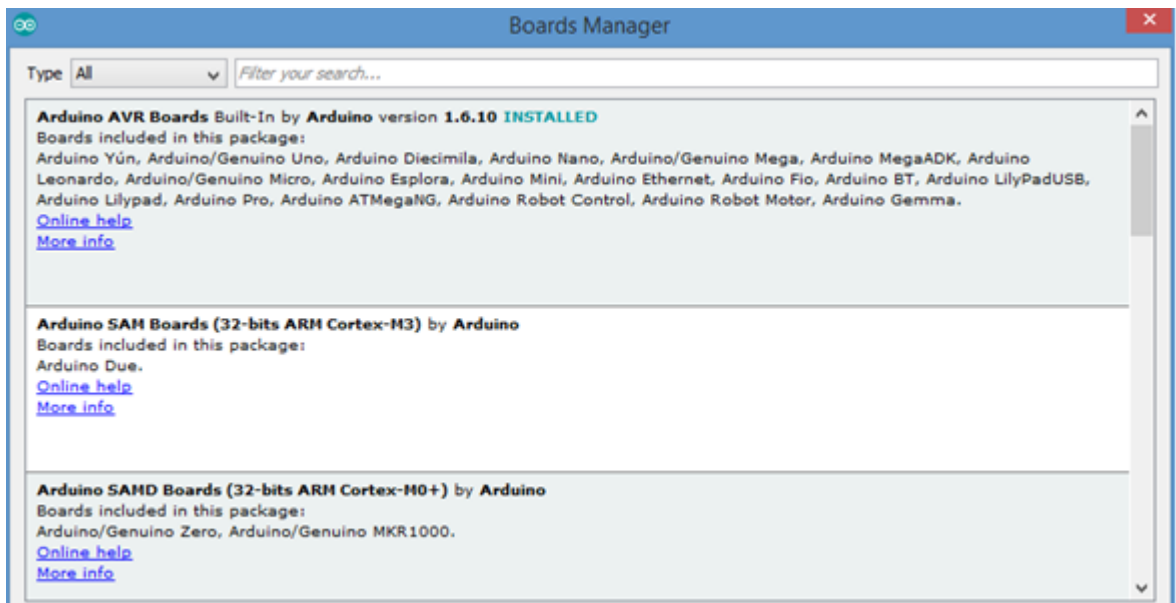 Boards Manager
Type All Filter your search...
Arduino AVR Boards Built-In by Arduino version 1.6.10 INSTALLED
Boards included in this package:
Arduino Yún, Arduino/Genuino Uno, Arduino Diecimila, Arduino Nano, Arduino/Genuino Mega, Arduino MegaADK, Arduino
Leonardo, Arduino/Genuino Micro, Arduino Esplora, Arduino Mini, Arduino Ethernet, Arduino Fio, Arduino BT, Arduino LilyPadUSB,
Arduino Lilypad, Arduino Pro, Arduino ATMegaNG, Arduino Robot Control, Arduino Robot Motor, Arduino Gemma.
Online help
More info
Arduino SAM Boards (32-bits ARM Cortex-M3) by Arduino
Boards included in this package:
Arduino Due.
Online help
More info
Arduino SAMD Boards (32-bits ARM Cortex-M0+) by Arduino
Boards included in this package:
Arduino/Genuino Zero, Arduino/Genuino MKR1000.
Online help
More info